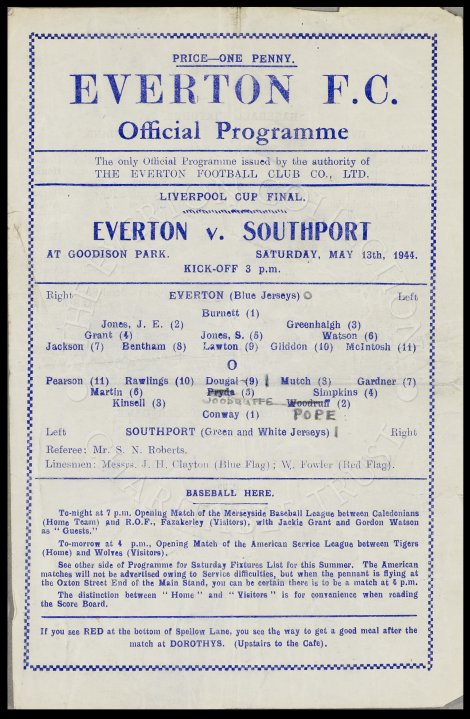 PRICE—ONE PENNY.
EVERTON F.C.
Official Programme
The only Official Programme issued by the authority of
THE EVERTON FOOTBALL CLUB CO., LTD.
LIVERPOOL CUP FINAL.
EVERTON v. SOUTHPORT
AT GOODISON PARK. SATURDAY, MAY 13th, 1944.
KICK-OFF 3 p.m.
Right EVERTON (Blue Jerseys) O Left
Burnett (1)
Jones, J. E. (2) Greenhalgh (3)
Grant (4) Jones, S. (5) Watson (6)
Jackson (7) Bentham (8) Lawton (9) Gliddon (10) McIntosh (11)
O
Pearson (11) Rawlings (10) Dougal (9) 1 Mutch (8) Gardner (7)
Martin (6) Pryde (5) Simpkins (4)
Kinsell (3) Woodruff (2)
Conway (1) POPE
Left SOUTHPORT (Green and White Jerseys) 1 Right
Referee: Mr. S. N. Roberts.
Linesmen: Messrs. J. H. Clayton (Blue Flag); W. Fowler (Red Flag).
BASEBALL HERE.
To-night at 7 p.m. Opening Match of the Merseyside Baseball League between Caledonians
(Home Team) and R.O.F., Fazakerley (Visitors), with Jackie Grant and Gordon Watson
as "Guests."
To-morrow at 4 p.m., Opening Match of the American Service League between Tigers
(Home) and Wolves (Visitors).
See other side of Programme for Saturday Fixtures List for this Summer. The American
matches will not be advertised owing to Service difficulties, but when the pennant is flying at
the Oxton Street End of the Main Stand, you can be certain there is to be a match at 4 p.m.
The distinction between "Home" and "Visitors" is for convenience when reading
the Score Board.
If you see RED at the bottom of Spellow Lane, you see the way to get a good meal after the
match at DOROTHYS. (Upstairs to the Cafe).